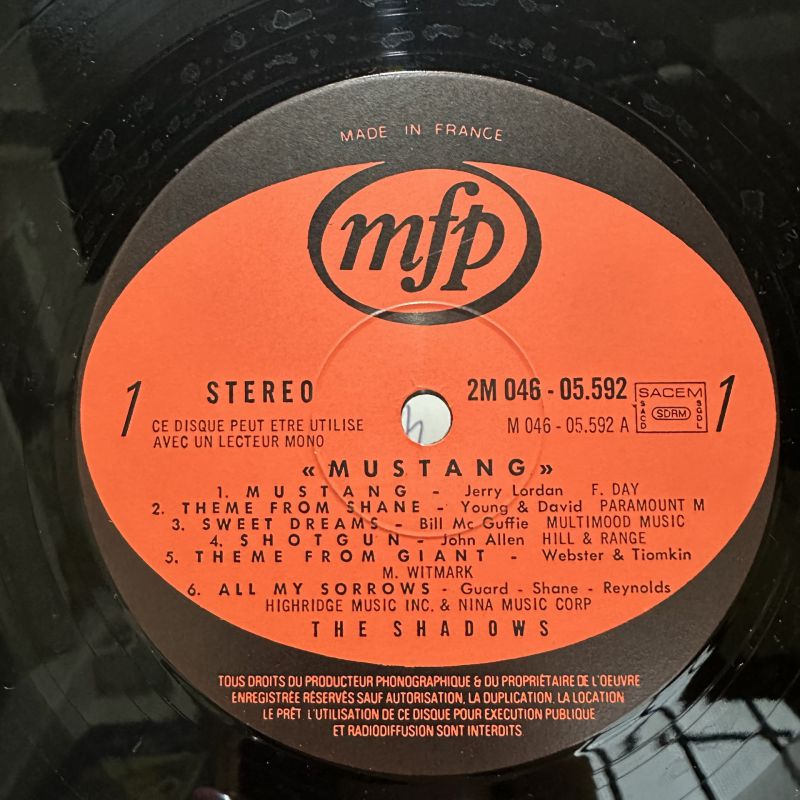 MADE IN FRANCE
mfp
1 STEREO 2M 046 - 05.592 SACEM SACD SDRM SGDL 1
CE DISQUE PEUT ETRE UTILISE M 046 - 05.592 A
AVEC UN LECTEUR MONO
« MUSTANG »
1. MUSTANG - Jerry Lordan F. DAY
2. THEME FROM SHANE - Young & David PARAMOUNT M
3. SWEET DREAMS - Bill Mc Guffie MULTIMOOD MUSIC
4. SHOTGUN - John Allen HILL & RANGE
5. THEME FROM GIANT - Webster & Tiomkin
M. WITMARK
6. ALL MY SORROWS - Guard - Shane - Reynolds
HIGHRIDGE MUSIC INC. & NINA MUSIC CORP
THE SHADOWS
TOUS DROITS DU PRODUCTEUR PHONOGRAPHIQUE & DU PROPRIÉTAIRE DE L'OEUVRE
ENREGISTRÉE RÉSERVÉS SAUF AUTORISATION, LA DUPLICATION, LA LOCATION
LE PRÊT L'UTILISATION DE CE DISQUE POUR EXECUTION PUBLIQUE
ET RADIODIFFUSION SONT INTERDITS